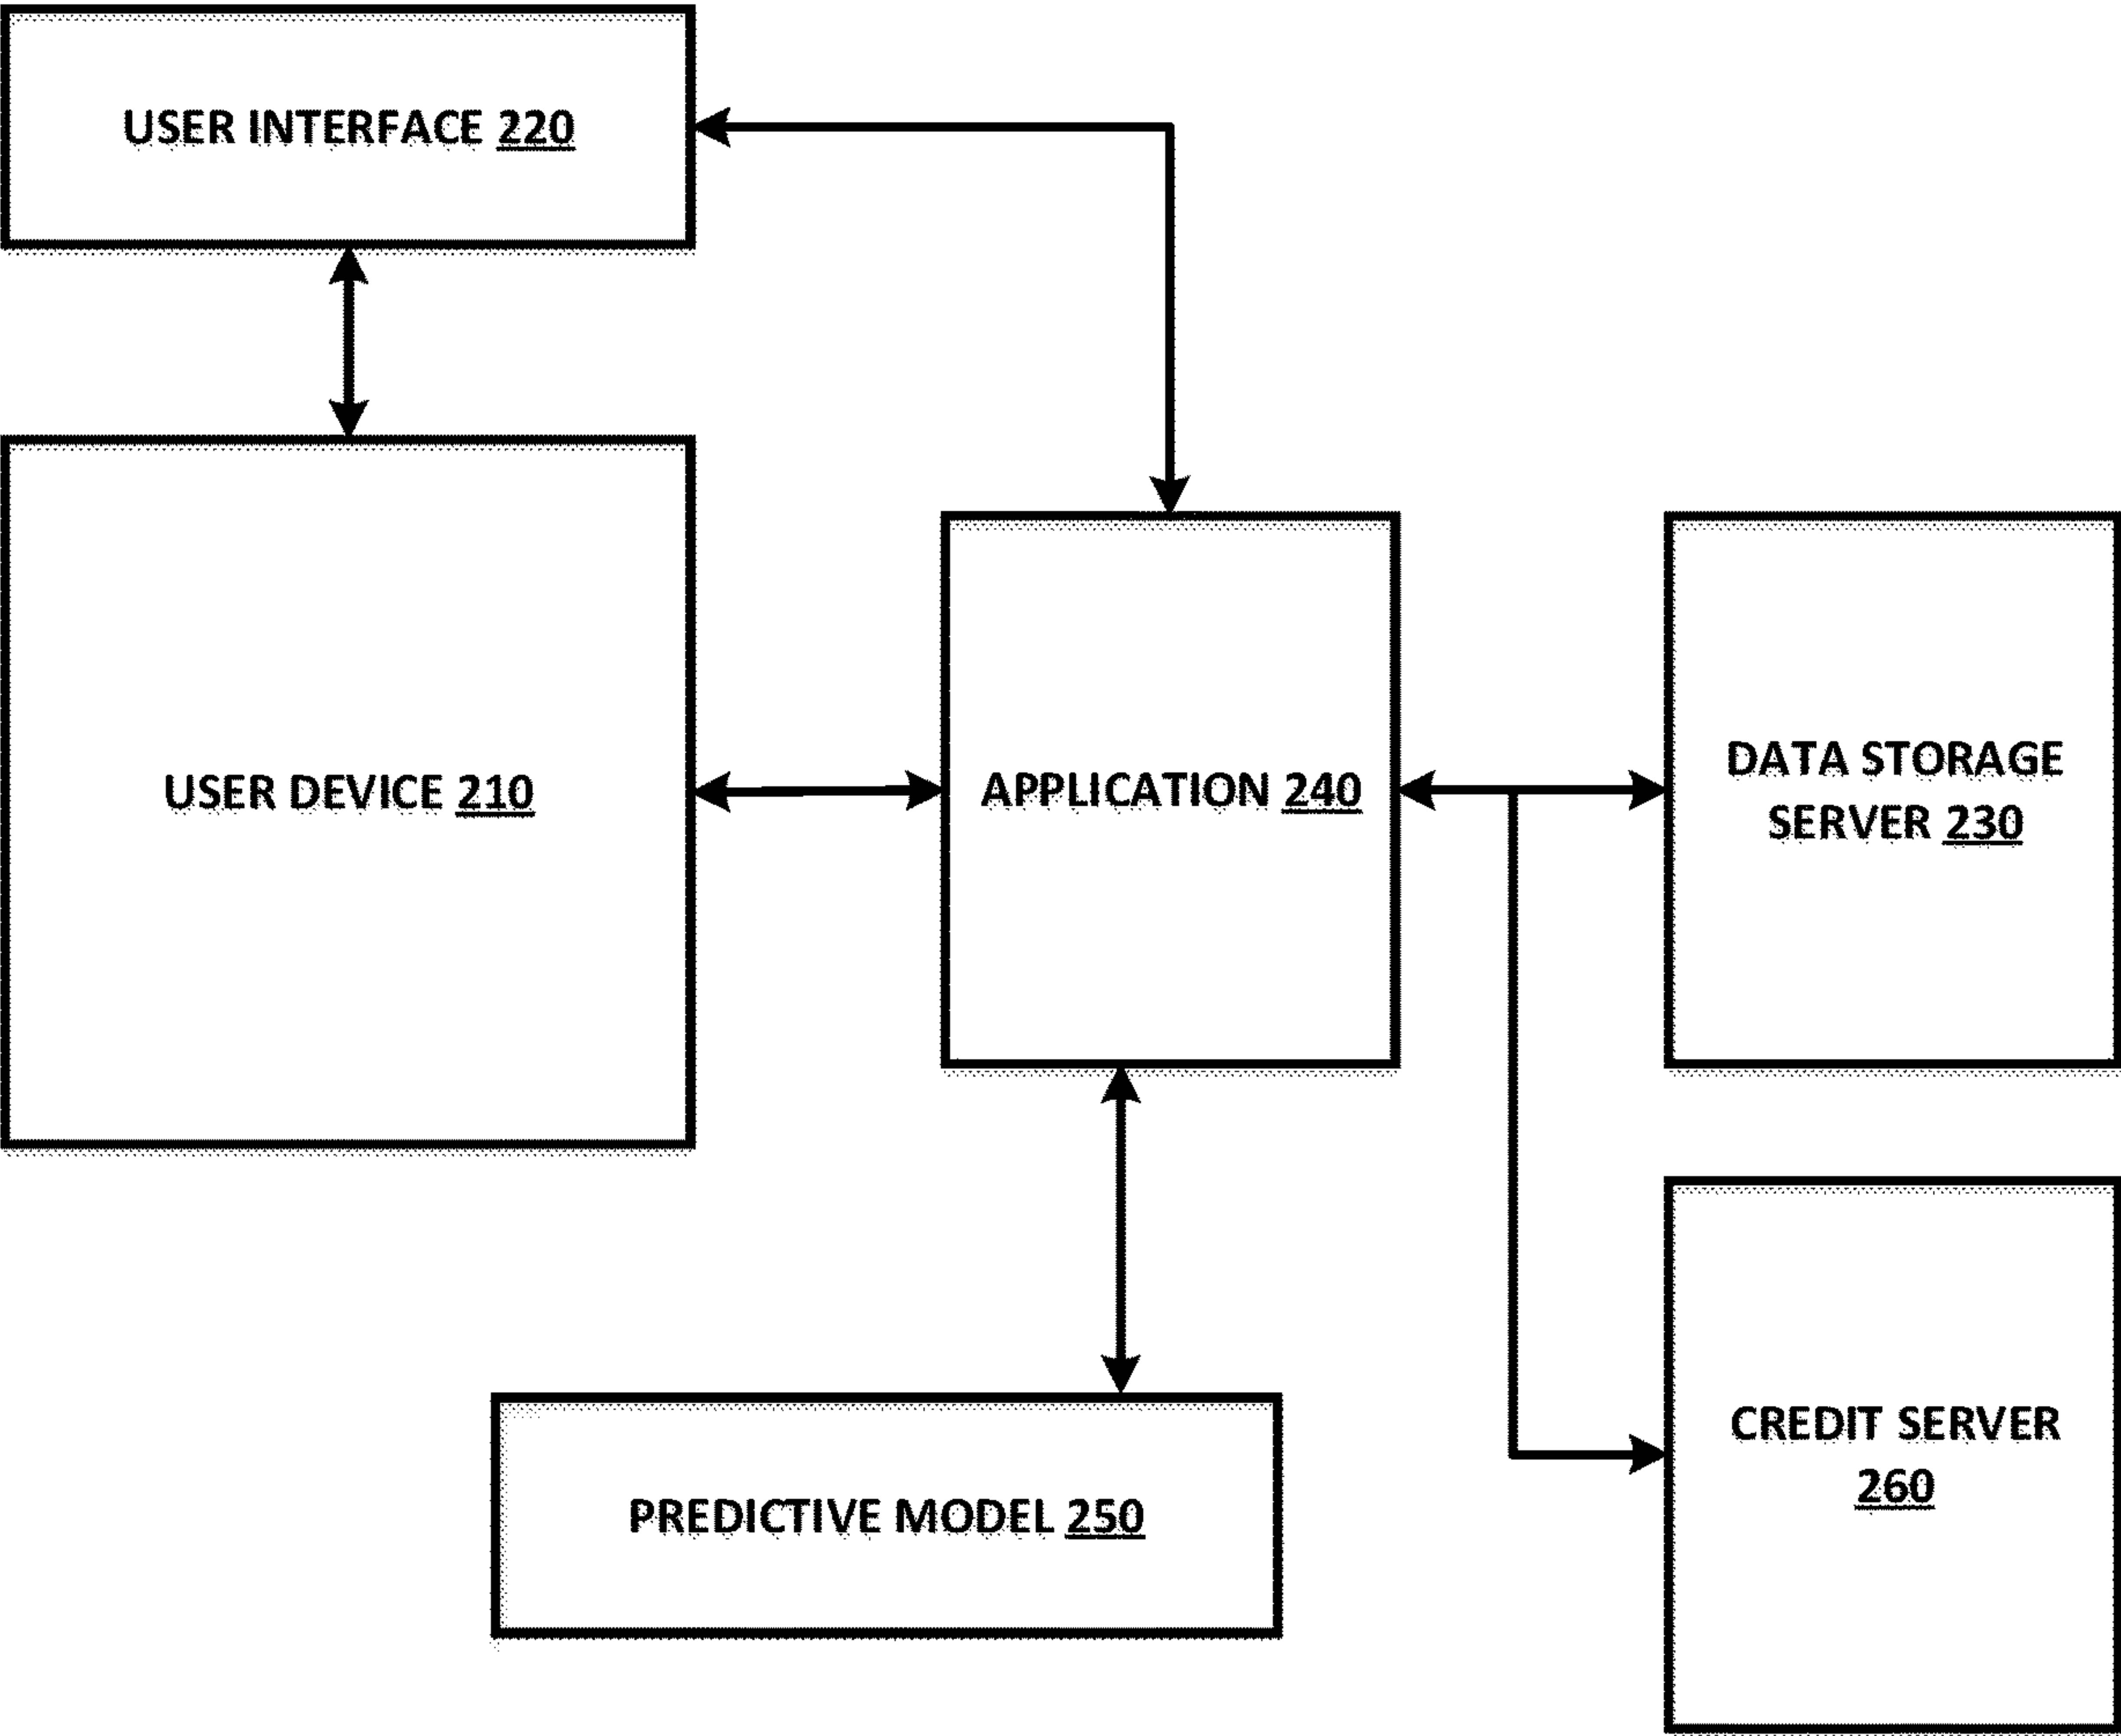 USER INTERFACE 220
USER DEVICE 210
APPLICATION 240
DATA STORAGE
SERVER 230
PREDICTIVE MODEL 250
CREDIT SERVER
260